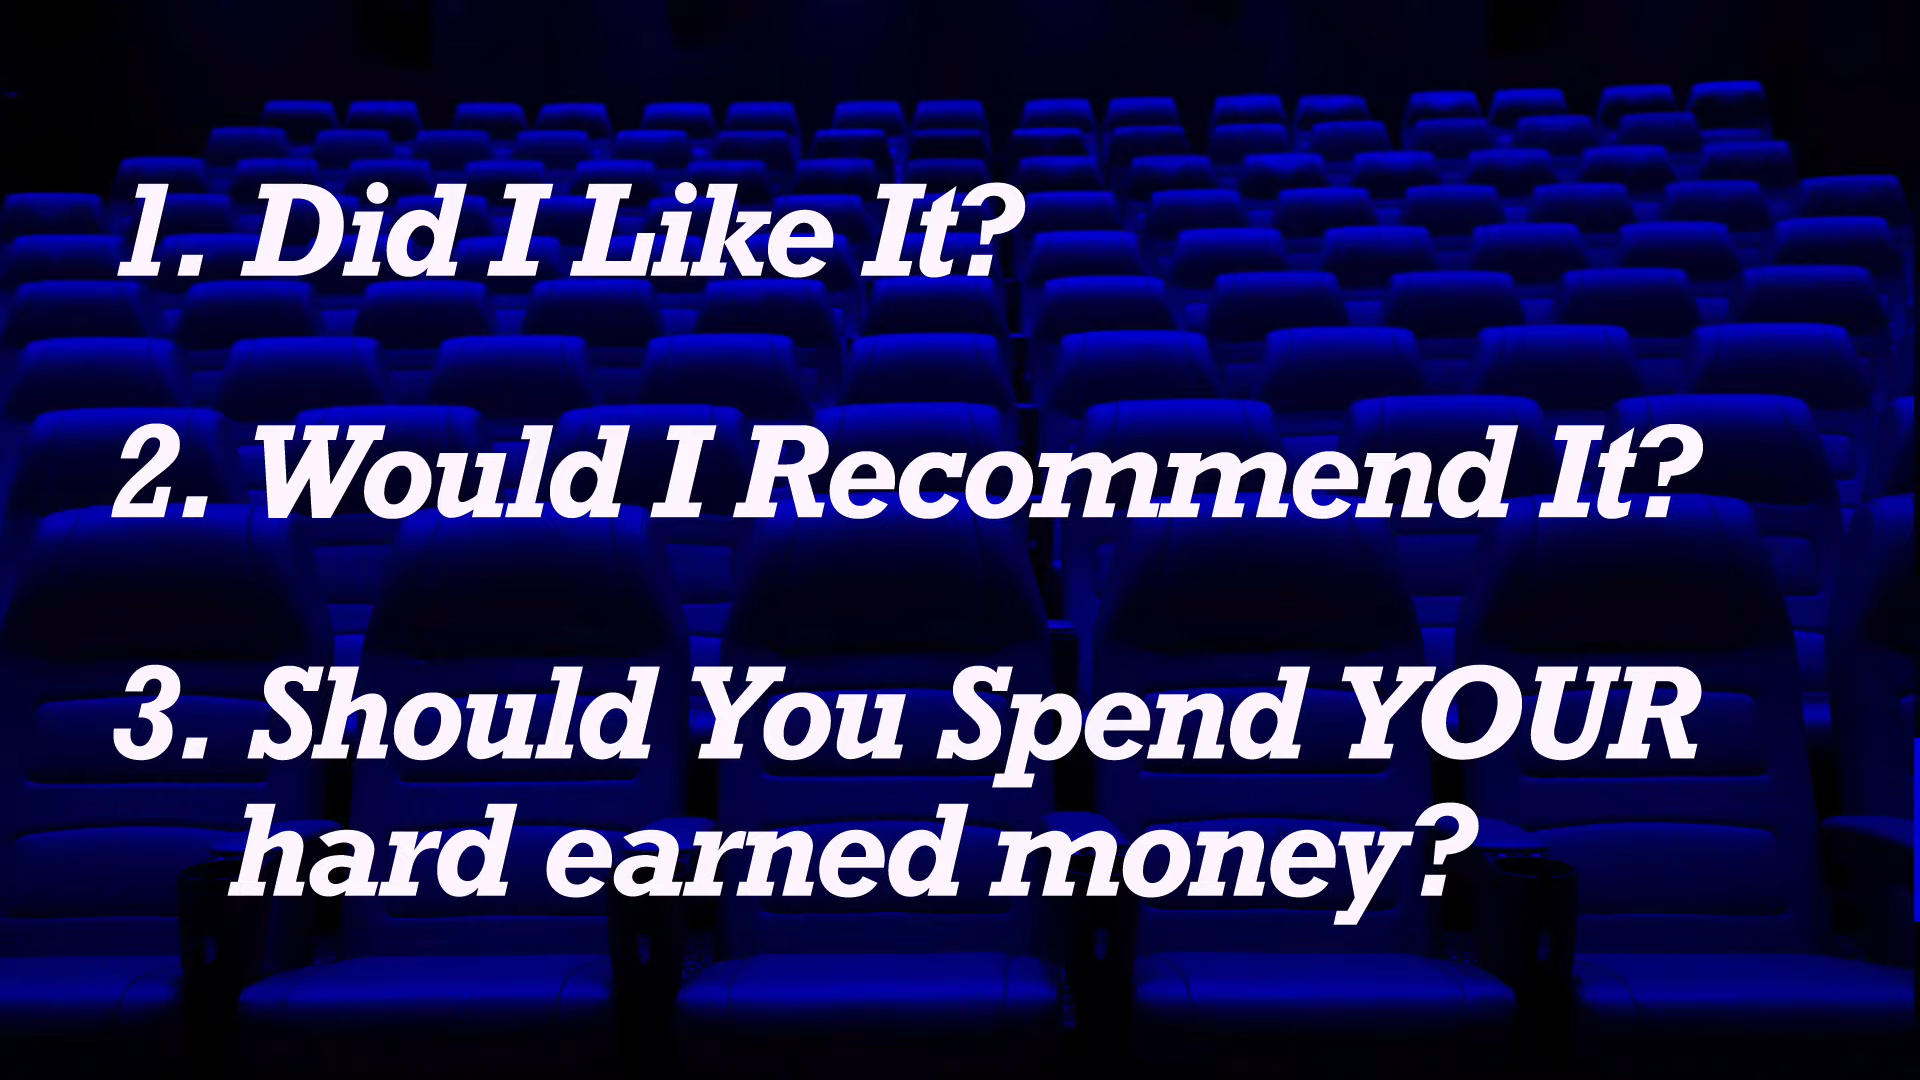 1. Did I Like It?
2. Would I Recommend It?
3. Should You Spend YOUR
hard earned money?